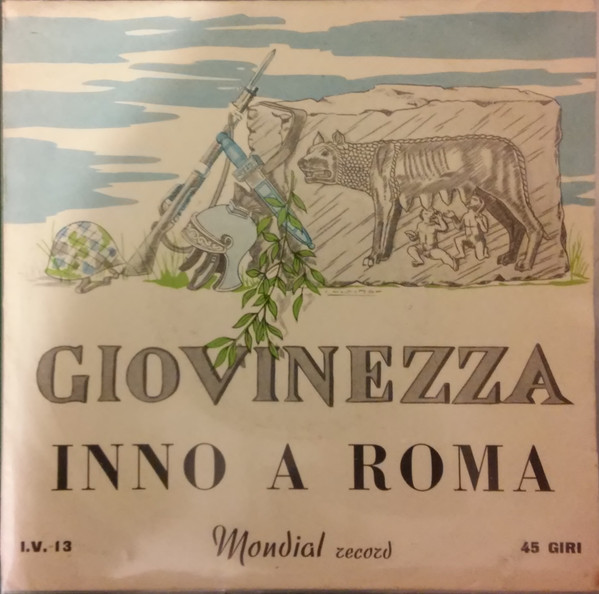 GIOVINEZZA
INNO A ROMA
I.V. 13
Mondial record
45 GIRI